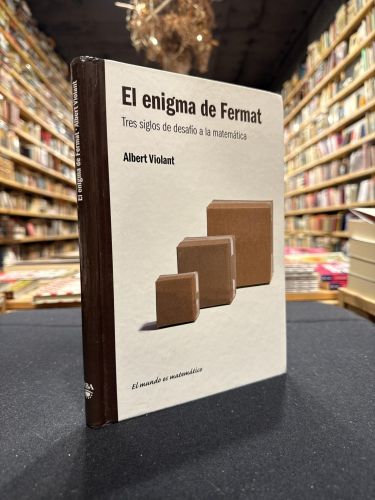 El enigma de Fermat
Tres siglos de desafío a la matemática
Albert Violant
El mundo es matemático
El enigma de Fermat · Albert Violant
RBA